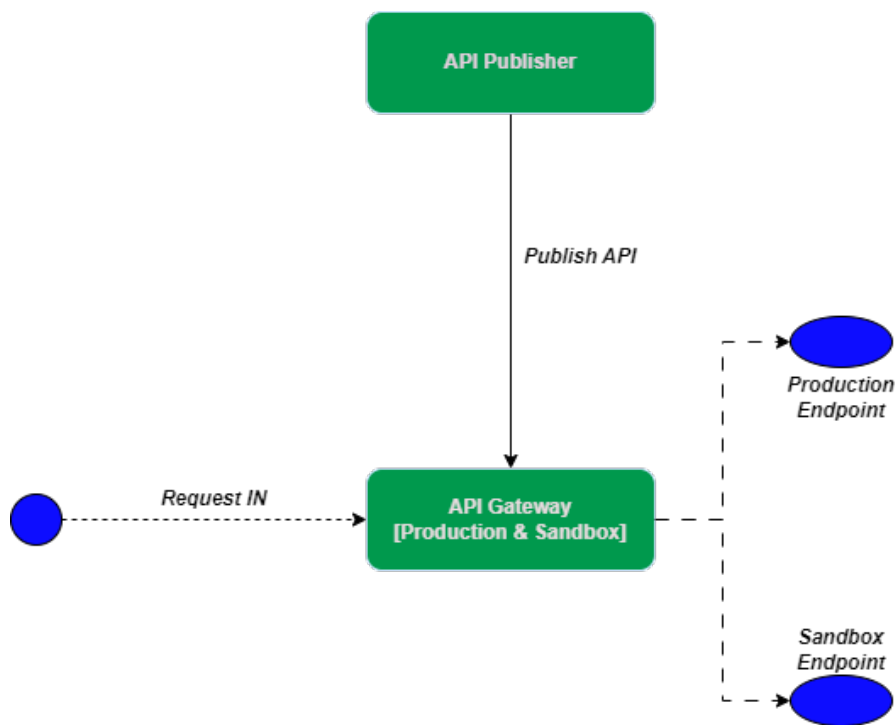 API Publisher
Publish API
Production
Endpoint
Request IN
API Gateway
[Production & Sandbox]
Sandbox
Endpoint